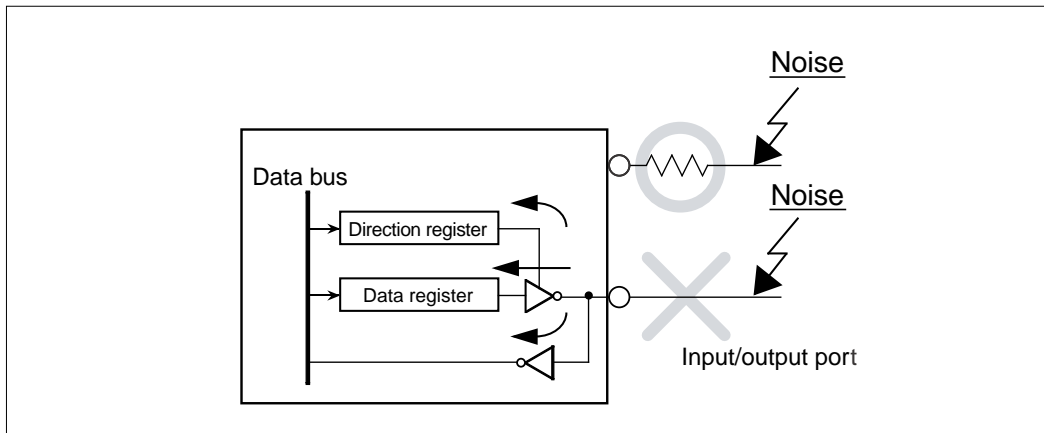 Noise
Data bus
Noise
Direction register
Data register
Input/output port